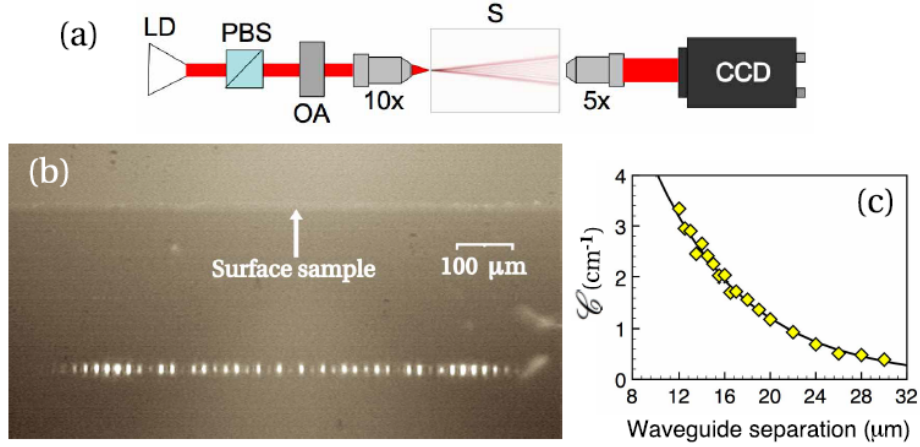 (a)
LD
PBS
OA
10x
S
5x
CCD
(b)
Surface sample
100 μm
(c)
𝒞 (cm⁻¹)
4
3
2
1
0
8 12 16 20 24 28 32
Waveguide separation (μm)